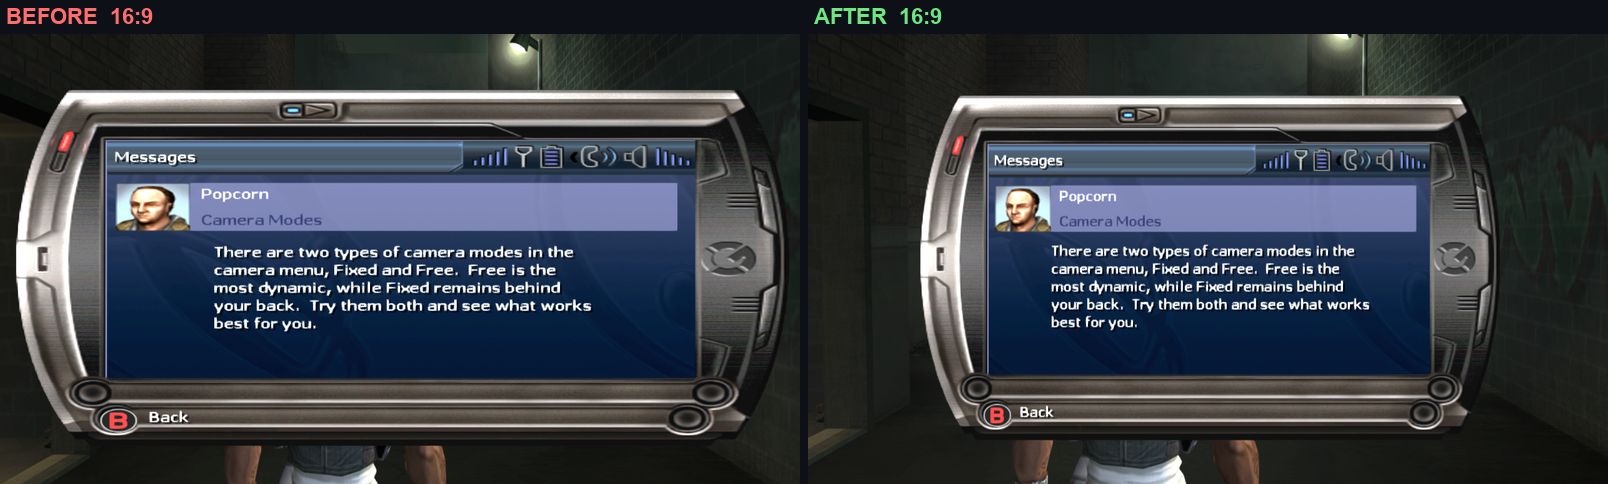 BEFORE 16:9
Messages
Popcorn
Camera Modes
There are two types of camera modes in the
camera menu, Fixed and Free. Free is the
most dynamic, while Fixed remains behind
your back. Try them both and see what works
best for you.
B Back
AFTER 16:9
Messages
Popcorn
Camera Modes
There are two types of camera modes in the
camera menu, Fixed and Free. Free is the
most dynamic, while Fixed remains behind
your back. Try them both and see what works
best for you.
B Back